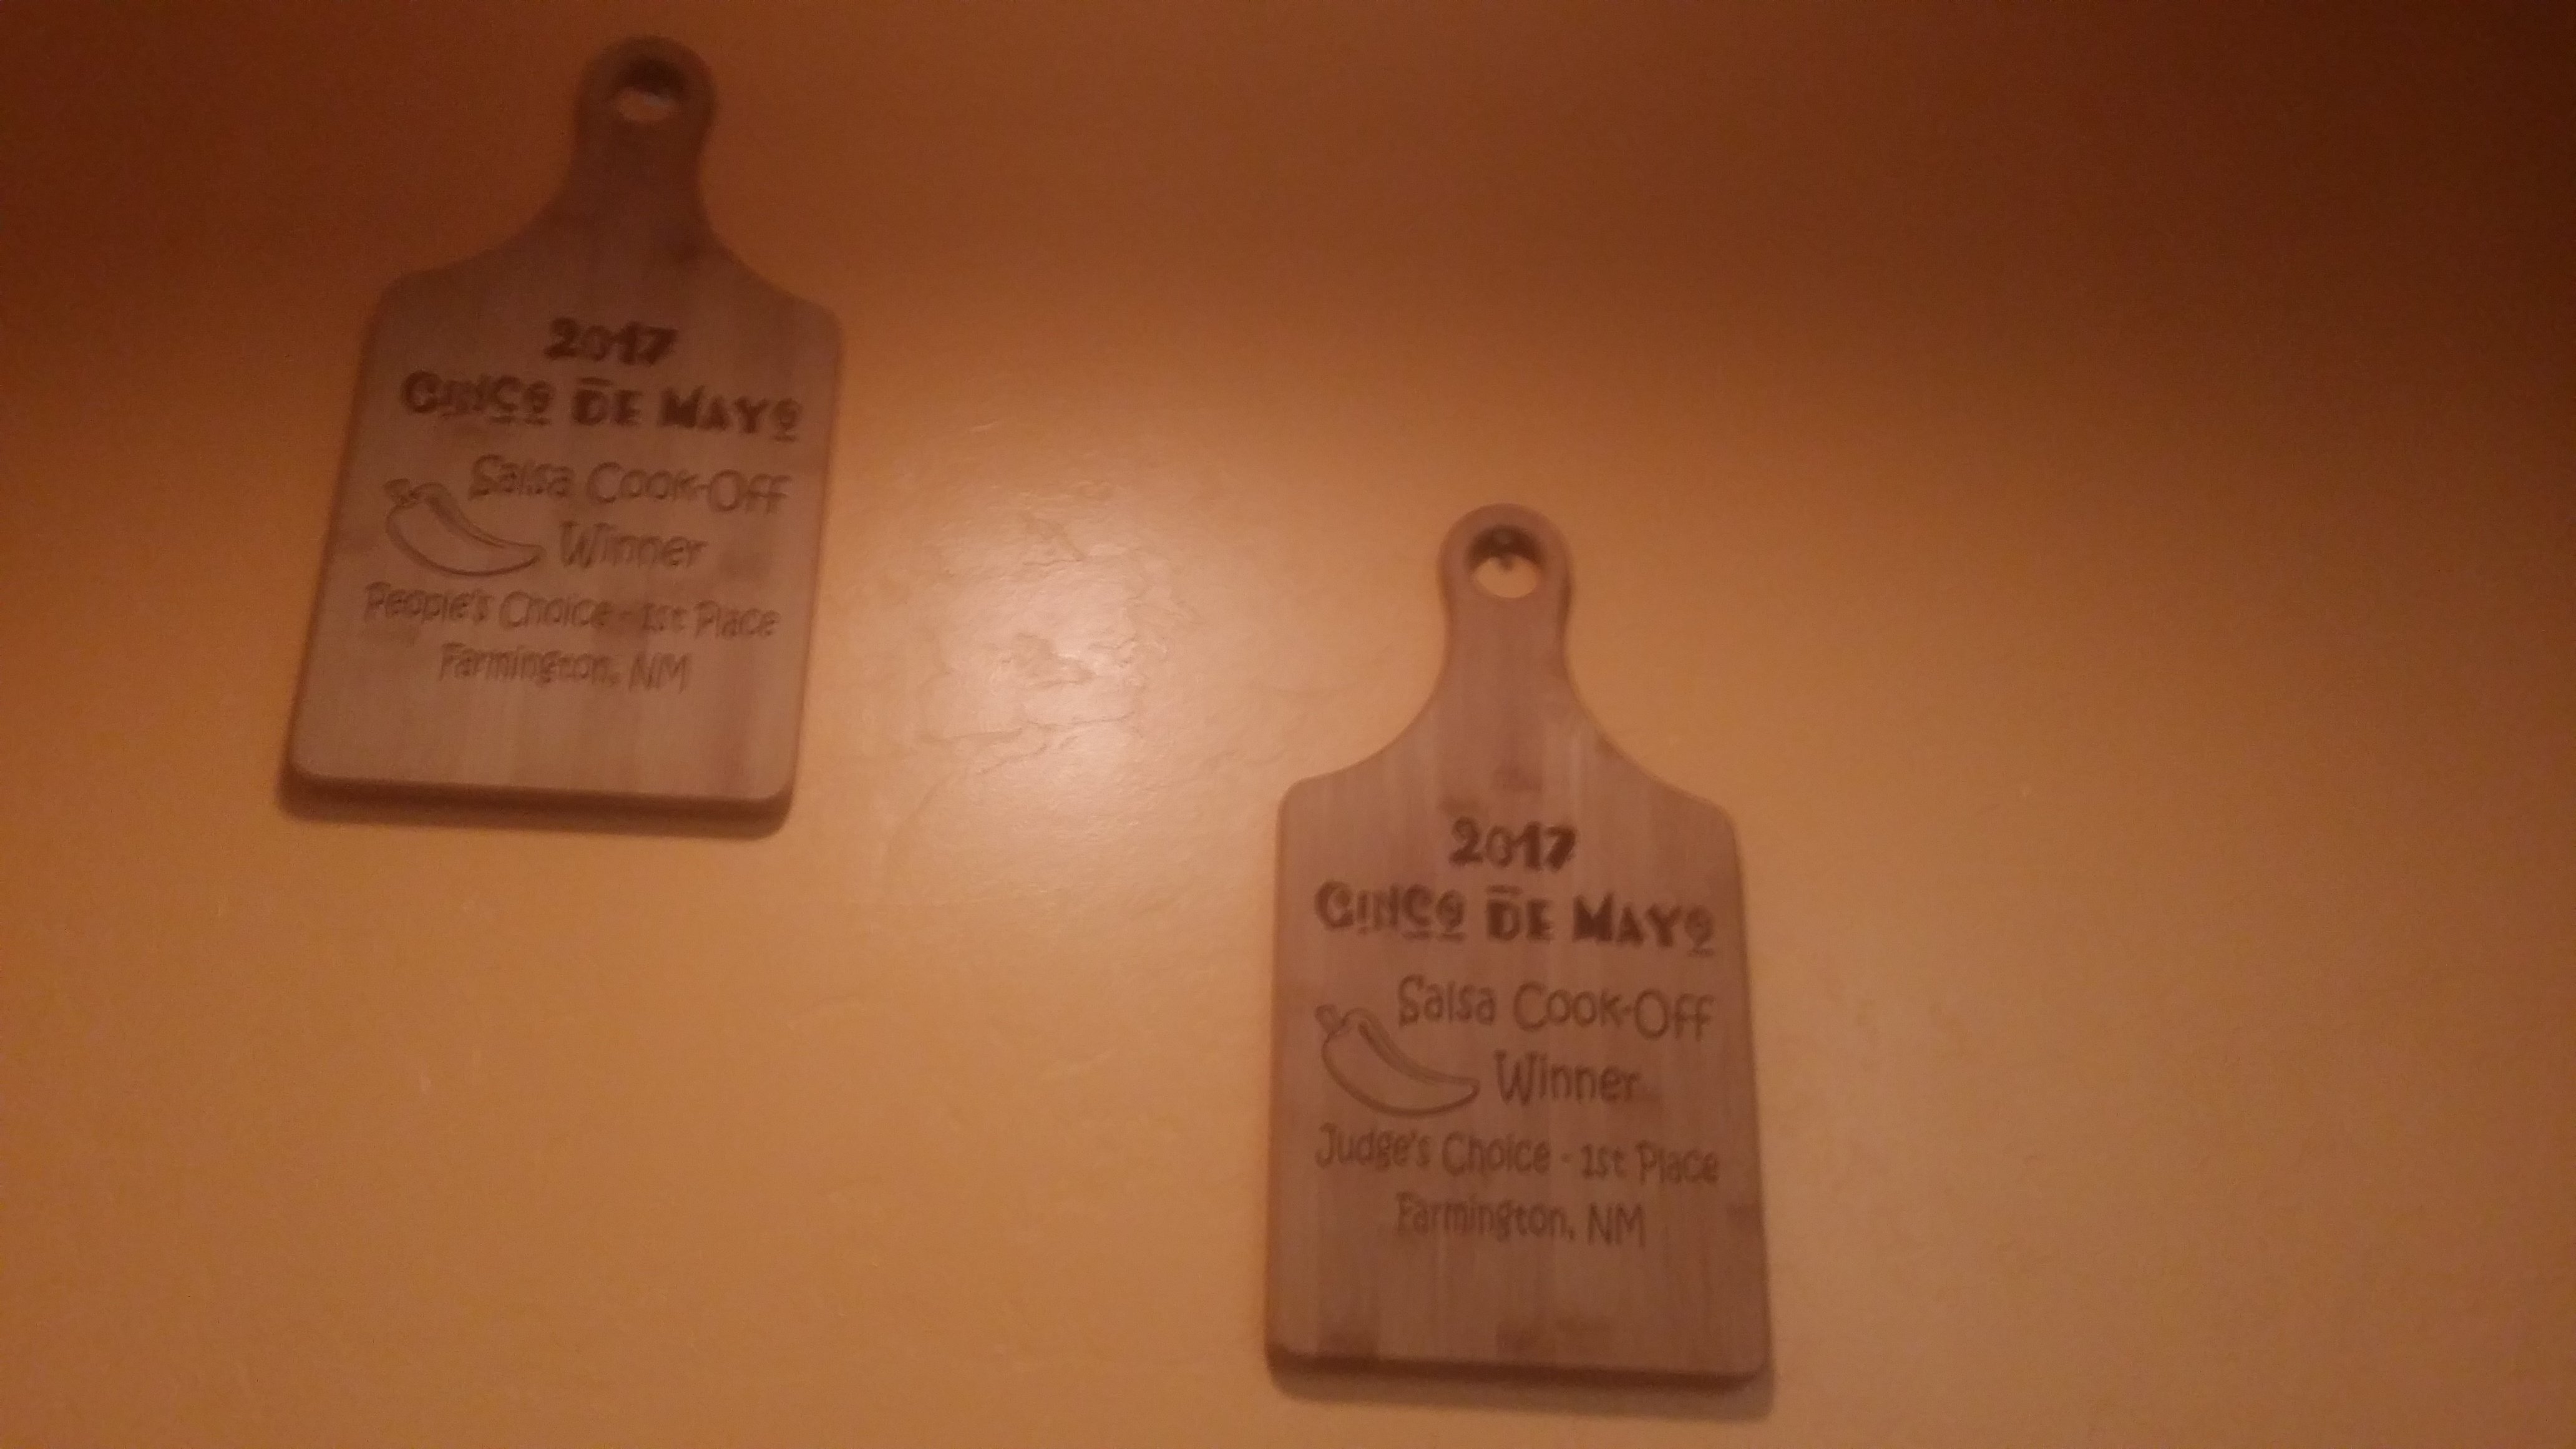 2017
CINCO DE MAYO
Salsa Cook-Off
Winner
People's Choice - 1st Place
Farmington, NM
2017
CINCO DE MAYO
Salsa Cook-Off
Winner
Judge's Choice - 1st Place
Farmington, NM